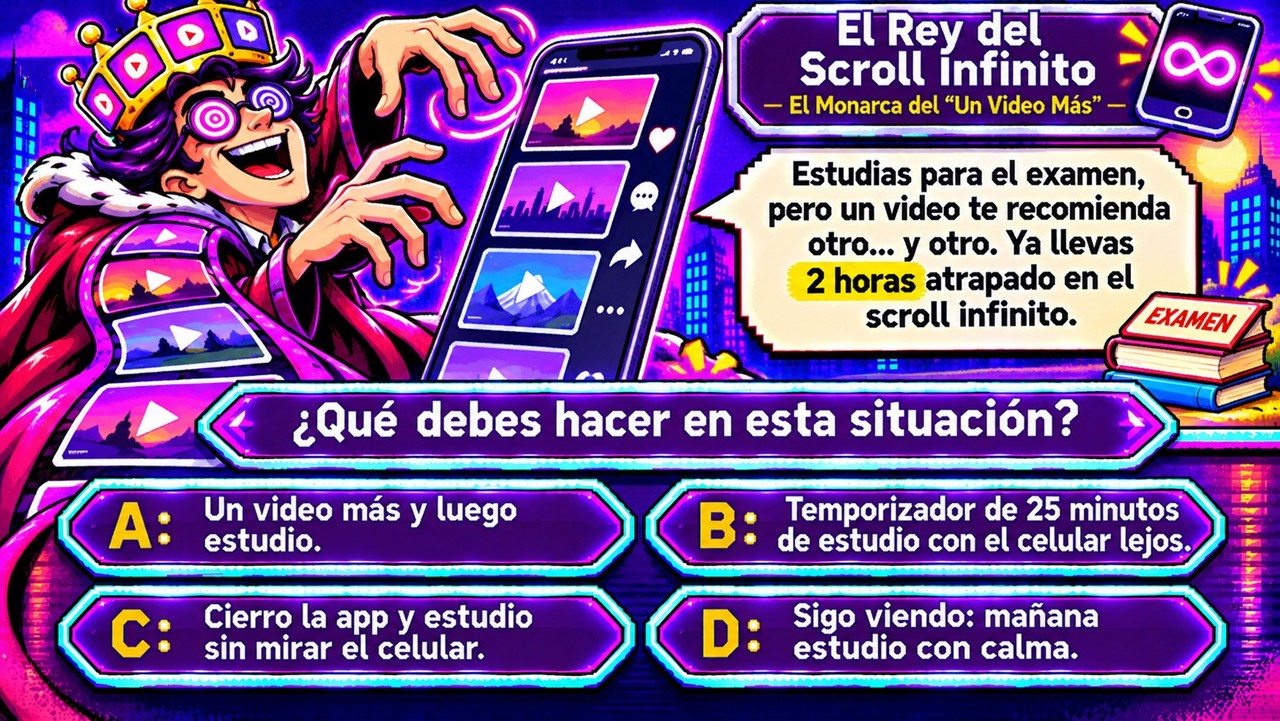 El Rey del
Scroll Infinito
— El Monarca del “Un Video Más” —
Estudias para el examen,
pero un video te recomienda
otro... y otro. Ya llevas
2 horas atrapado en el
scroll infinito.
EXAMEN
¿Qué debes hacer en esta situación?
A: Un video más y luego
estudio.
B: Temporizador de 25 minutos
de estudio con el celular lejos.
C: Cierro la app y estudio
sin mirar el celular.
D: Sigo viendo: mañana
estudio con calma.